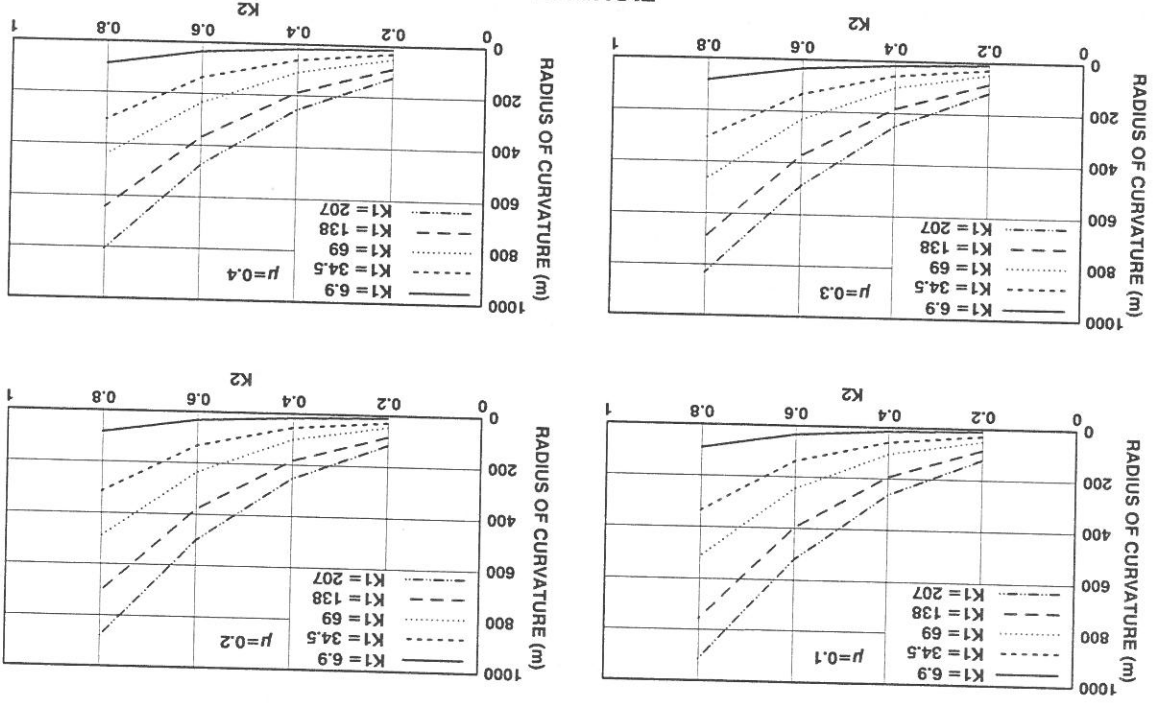 RADIUS OF CURVATURE (m)
1000
800
600
400
200
0
K1 = 6.9
K1 = 34.5
K1 = 69
K1 = 138
K1 = 207
μ=0.1
0 0.2 0.4 0.6 0.8 1
K2
RADIUS OF CURVATURE (m)
1000
800
600
400
200
0
K1 = 6.9
K1 = 34.5
K1 = 69
K1 = 138
K1 = 207
μ=0.2
0 0.2 0.4 0.6 0.8 1
K2
RADIUS OF CURVATURE (m)
1000
800
600
400
200
0
K1 = 6.9
K1 = 34.5
K1 = 69
K1 = 138
K1 = 207
μ=0.3
0 0.2 0.4 0.6 0.8 1
K2
RADIUS OF CURVATURE (m)
1000
800
600
400
200
0
K1 = 6.9
K1 = 34.5
K1 = 69
K1 = 138
K1 = 207
μ=0.4
0 0.2 0.4 0.6 0.8 1
K2